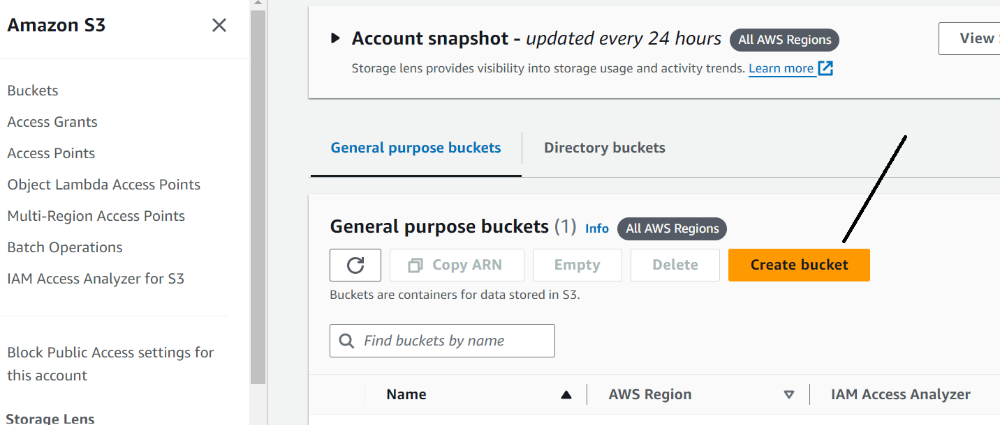 Amazon S3
Buckets
Access Grants
Access Points
Object Lambda Access Points
Multi-Region Access Points
Batch Operations
IAM Access Analyzer for S3
Block Public Access settings for
this account
Storage Lens
Account snapshot - updated every 24 hours All AWS Regions
View
Storage lens provides visibility into storage usage and activity trends. Learn more
General purpose buckets Directory buckets
General purpose buckets (1) Info All AWS Regions
Copy ARN Empty Delete Create bucket
Buckets are containers for data stored in S3.
Find buckets by name
Name AWS Region IAM Access Analyzer